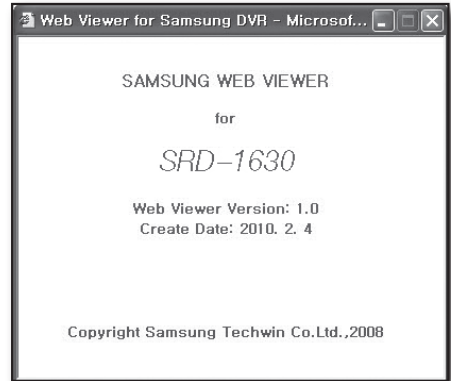 Web Viewer for Samsung DVR - Microsof...
SAMSUNG WEB VIEWER
for
SRD-1630
Web Viewer Version: 1.0
Create Date: 2010. 2. 4
Copyright Samsung Techwin Co.Ltd.,2008